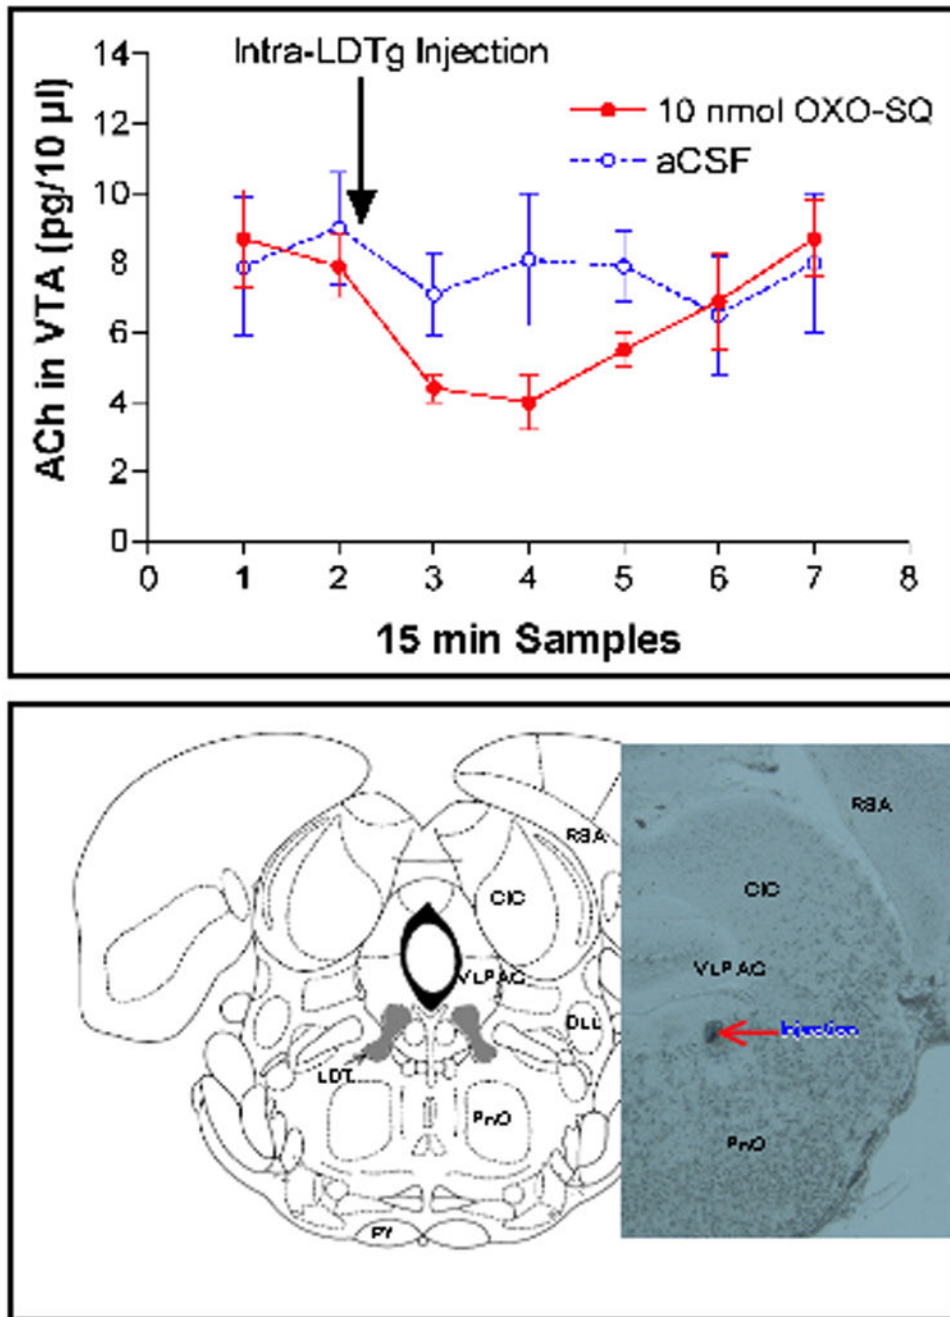 Intra-LDTg Injection
10 nmol OXO-SQ
aCSF
ACh in VTA (pg/10 µl)
14
12
10
8
6
4
2
0
0 1 2 3 4 5 6 7 8
15 min Samples
RSA
CIC
VLPAG
DLL
LDT
PnO
PY
RSA
CIC
VLPAG
Injection
PnO